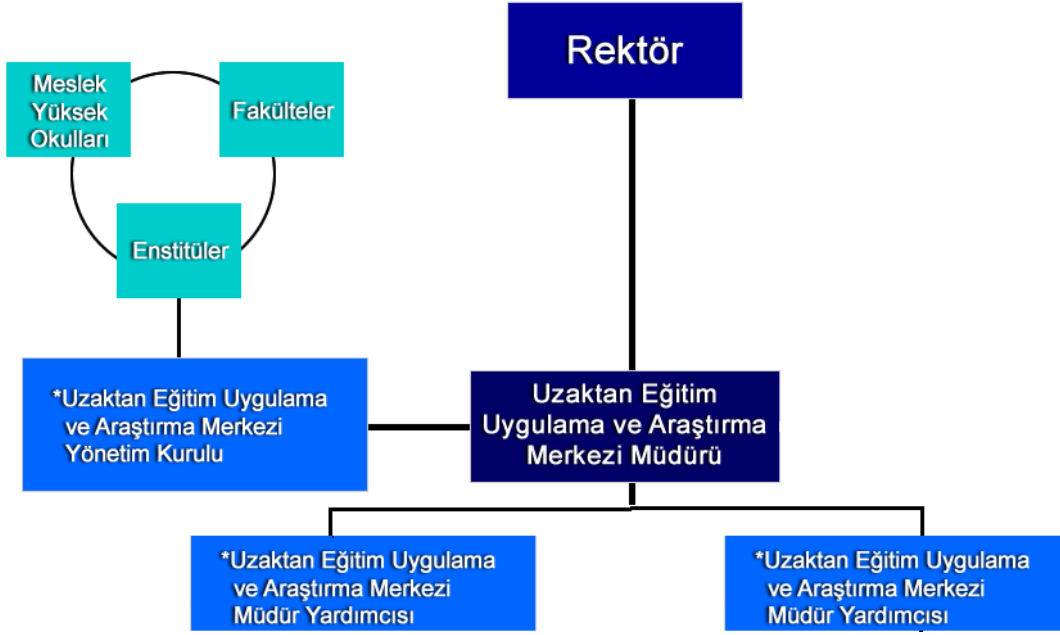 Rektör
Meslek
Yüksek
Okulları
Fakülteler
Enstitüler
*Uzaktan Eğitim Uygulama
ve Araştırma Merkezi
Yönetim Kurulu
Uzaktan Eğitim
Uygulama ve Araştırma
Merkezi Müdürü
*Uzaktan Eğitim Uygulama
ve Araştırma Merkezi
Müdür Yardımcısı
*Uzaktan Eğitim Uygulama
ve Araştırma Merkezi
Müdür Yardımcısı